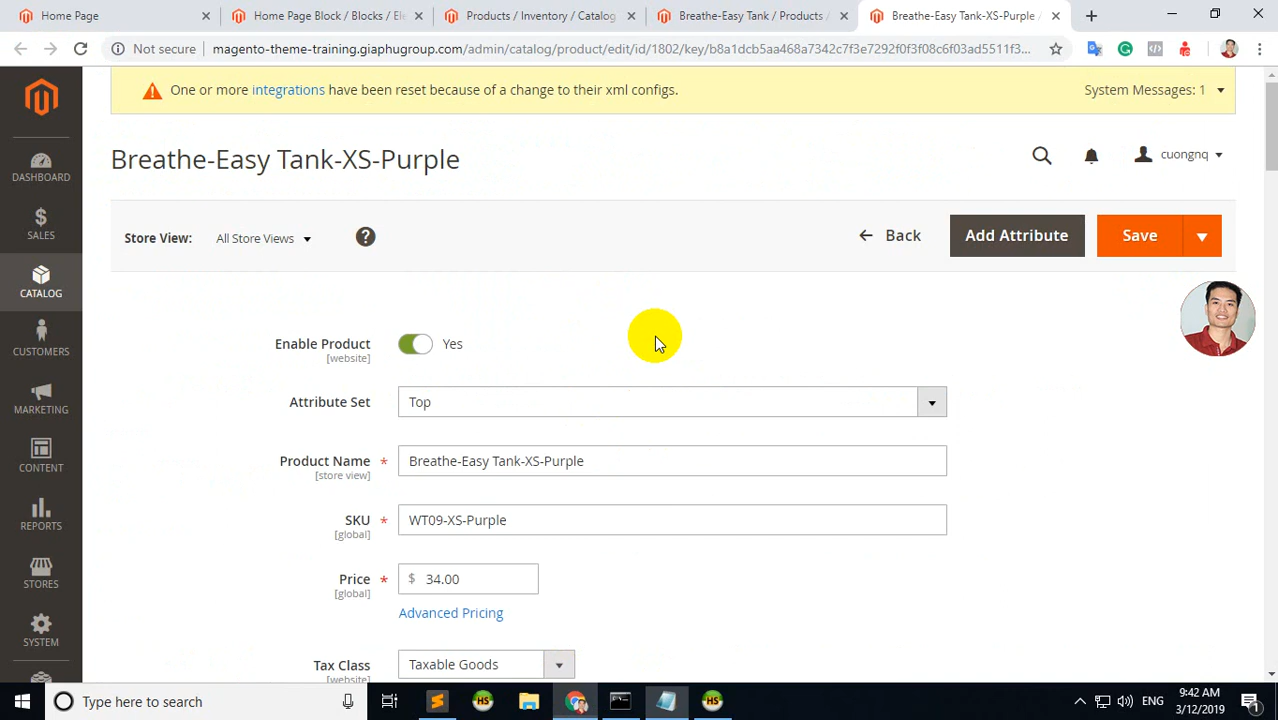 Home Page
Home Page Block / Blocks / Ele
Products / Inventory / Catalog
Breathe-Easy Tank / Products /
Breathe-Easy Tank-XS-Purple /
Not secure
magento-theme-training.giaphugroup.com/admin/catalog/product/edit/id/1802/key/b8a1dcb5aa468a7342c7f3e7292f0f3f08c6f03ad5511f3...
One or more integrations have been reset because of a change to their xml configs.
System Messages: 1
Breathe-Easy Tank-XS-Purple
cuongnq
DASHBOARD
SALES
CATALOG
CUSTOMERS
MARKETING
CONTENT
REPORTS
STORES
SYSTEM
Store View:
All Store Views
?
Back
Add Attribute
Save
Enable Product
[website]
Yes
Attribute Set
Top
Product Name *
[store view]
Breathe-Easy Tank-XS-Purple
SKU *
[global]
WT09-XS-Purple
Price *
[global]
$ 34.00
Advanced Pricing
Tax Class
[website]
Taxable Goods
Type here to search
HS
HS
ENG
9:42 AM
3/12/2019
1